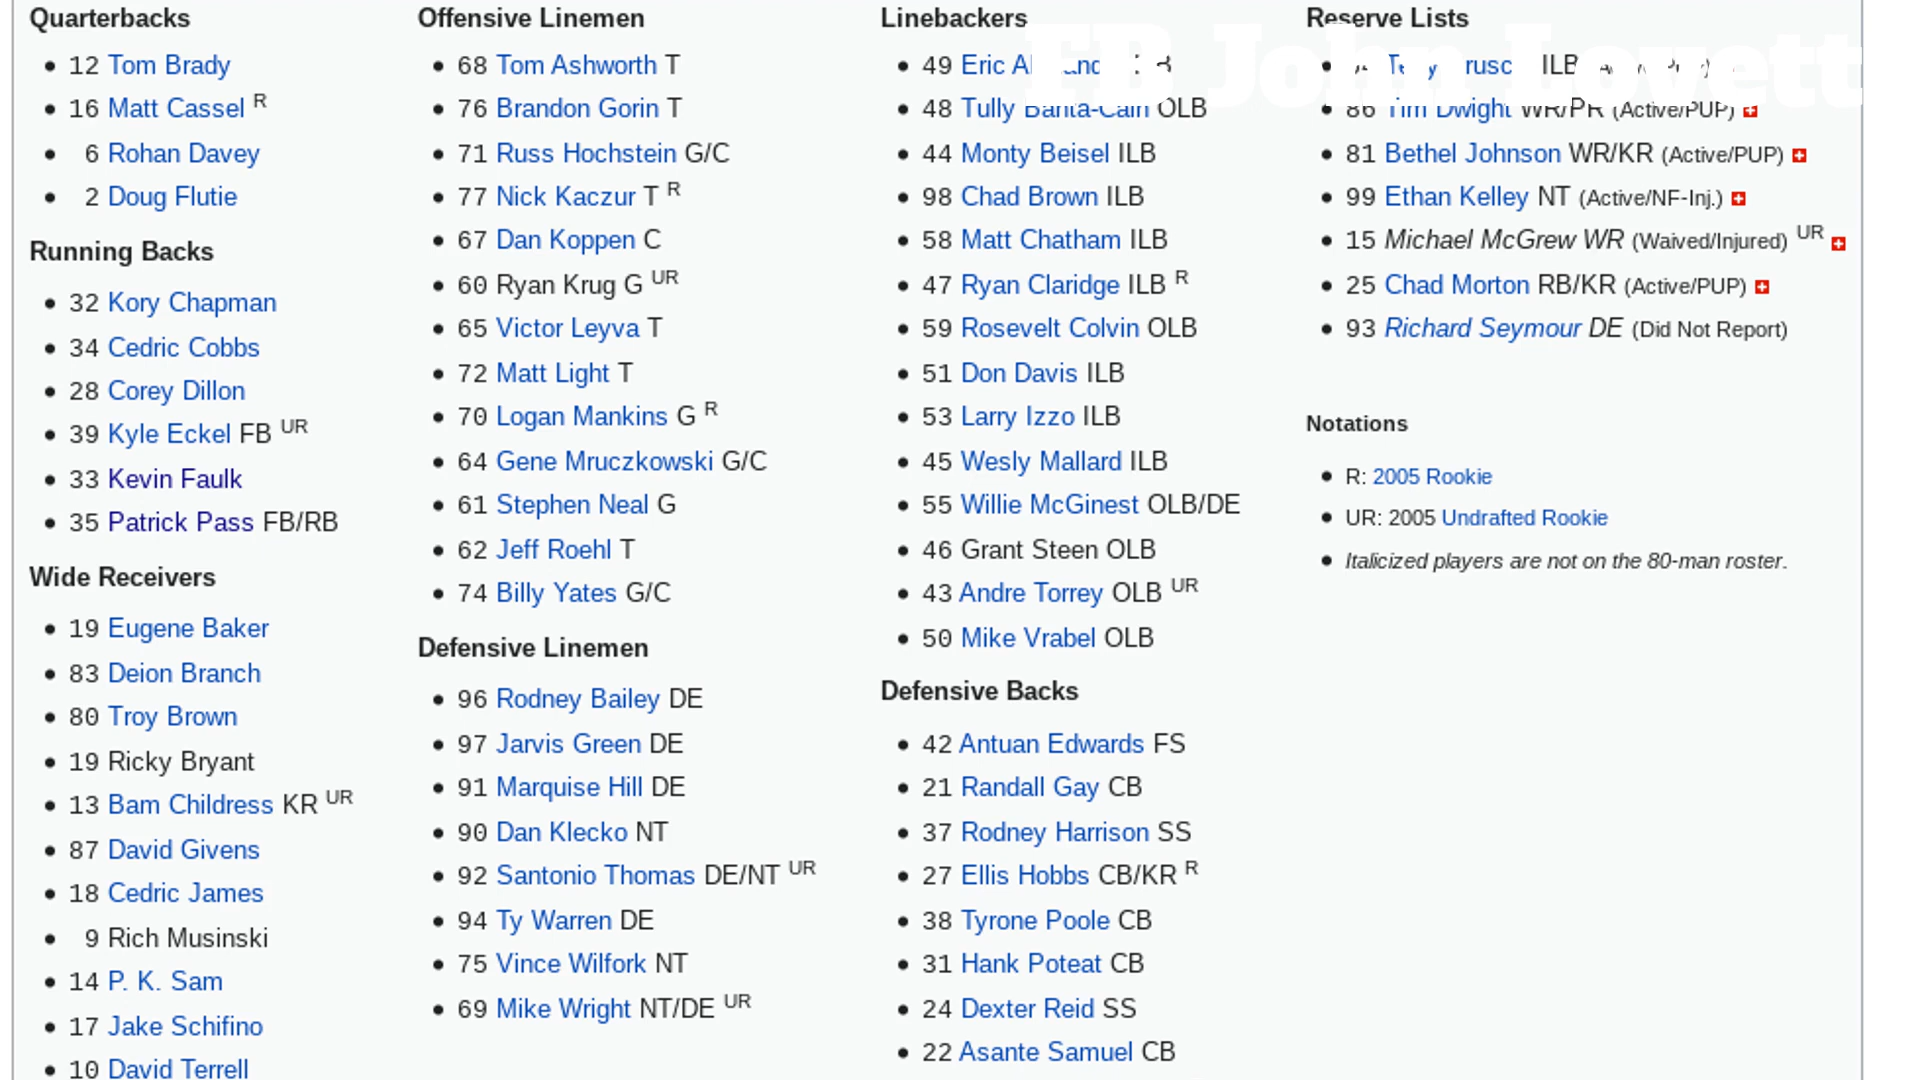 FB John Lovett
Quarterbacks
12 Tom Brady
16 Matt Cassel R
6 Rohan Davey
2 Doug Flutie
Running Backs
32 Kory Chapman
34 Cedric Cobbs
28 Corey Dillon
39 Kyle Eckel FB UR
33 Kevin Faulk
35 Patrick Pass FB/RB
Wide Receivers
19 Eugene Baker
83 Deion Branch
80 Troy Brown
19 Ricky Bryant
13 Bam Childress KR UR
87 David Givens
18 Cedric James
9 Rich Musinski
14 P. K. Sam
17 Jake Schifino
10 David Terrell
Offensive Linemen
68 Tom Ashworth T
76 Brandon Gorin T
71 Russ Hochstein G/C
77 Nick Kaczur T R
67 Dan Koppen C
60 Ryan Krug G UR
65 Victor Leyva T
72 Matt Light T
70 Logan Mankins G R
64 Gene Mruczkowski G/C
61 Stephen Neal G
62 Jeff Roehl T
74 Billy Yates G/C
Defensive Linemen
96 Rodney Bailey DE
97 Jarvis Green DE
91 Marquise Hill DE
90 Dan Klecko NT
92 Santonio Thomas DE/NT UR
94 Ty Warren DE
75 Vince Wilfork NT
69 Mike Wright NT/DE UR
Linebackers
49 Eric
48 Tully Banta-Cain OLB
44 Monty Beisel ILB
98 Chad Brown ILB
58 Matt Chatham ILB
47 Ryan Claridge ILB R
59 Rosevelt Colvin OLB
51 Don Davis ILB
53 Larry Izzo ILB
45 Wesly Mallard ILB
55 Willie McGinest OLB/DE
46 Grant Steen OLB
43 Andre Torrey OLB UR
50 Mike Vrabel OLB
Defensive Backs
42 Antuan Edwards FS
21 Randall Gay CB
37 Rodney Harrison SS
27 Ellis Hobbs CB/KR R
38 Tyrone Poole CB
31 Hank Poteat CB
24 Dexter Reid SS
22 Asante Samuel CB
Reserve Lists
ILB
86 Tim Dwight WR/PR (Active/PUP)
81 Bethel Johnson WR/KR (Active/PUP)
99 Ethan Kelley NT (Active/NF-Inj.)
15 Michael McGrew WR (Waived/Injured) UR
25 Chad Morton RB/KR (Active/PUP)
93 Richard Seymour DE (Did Not Report)
Notations
R: 2005 Rookie
UR: 2005 Undrafted Rookie
Italicized players are not on the 80-man roster.